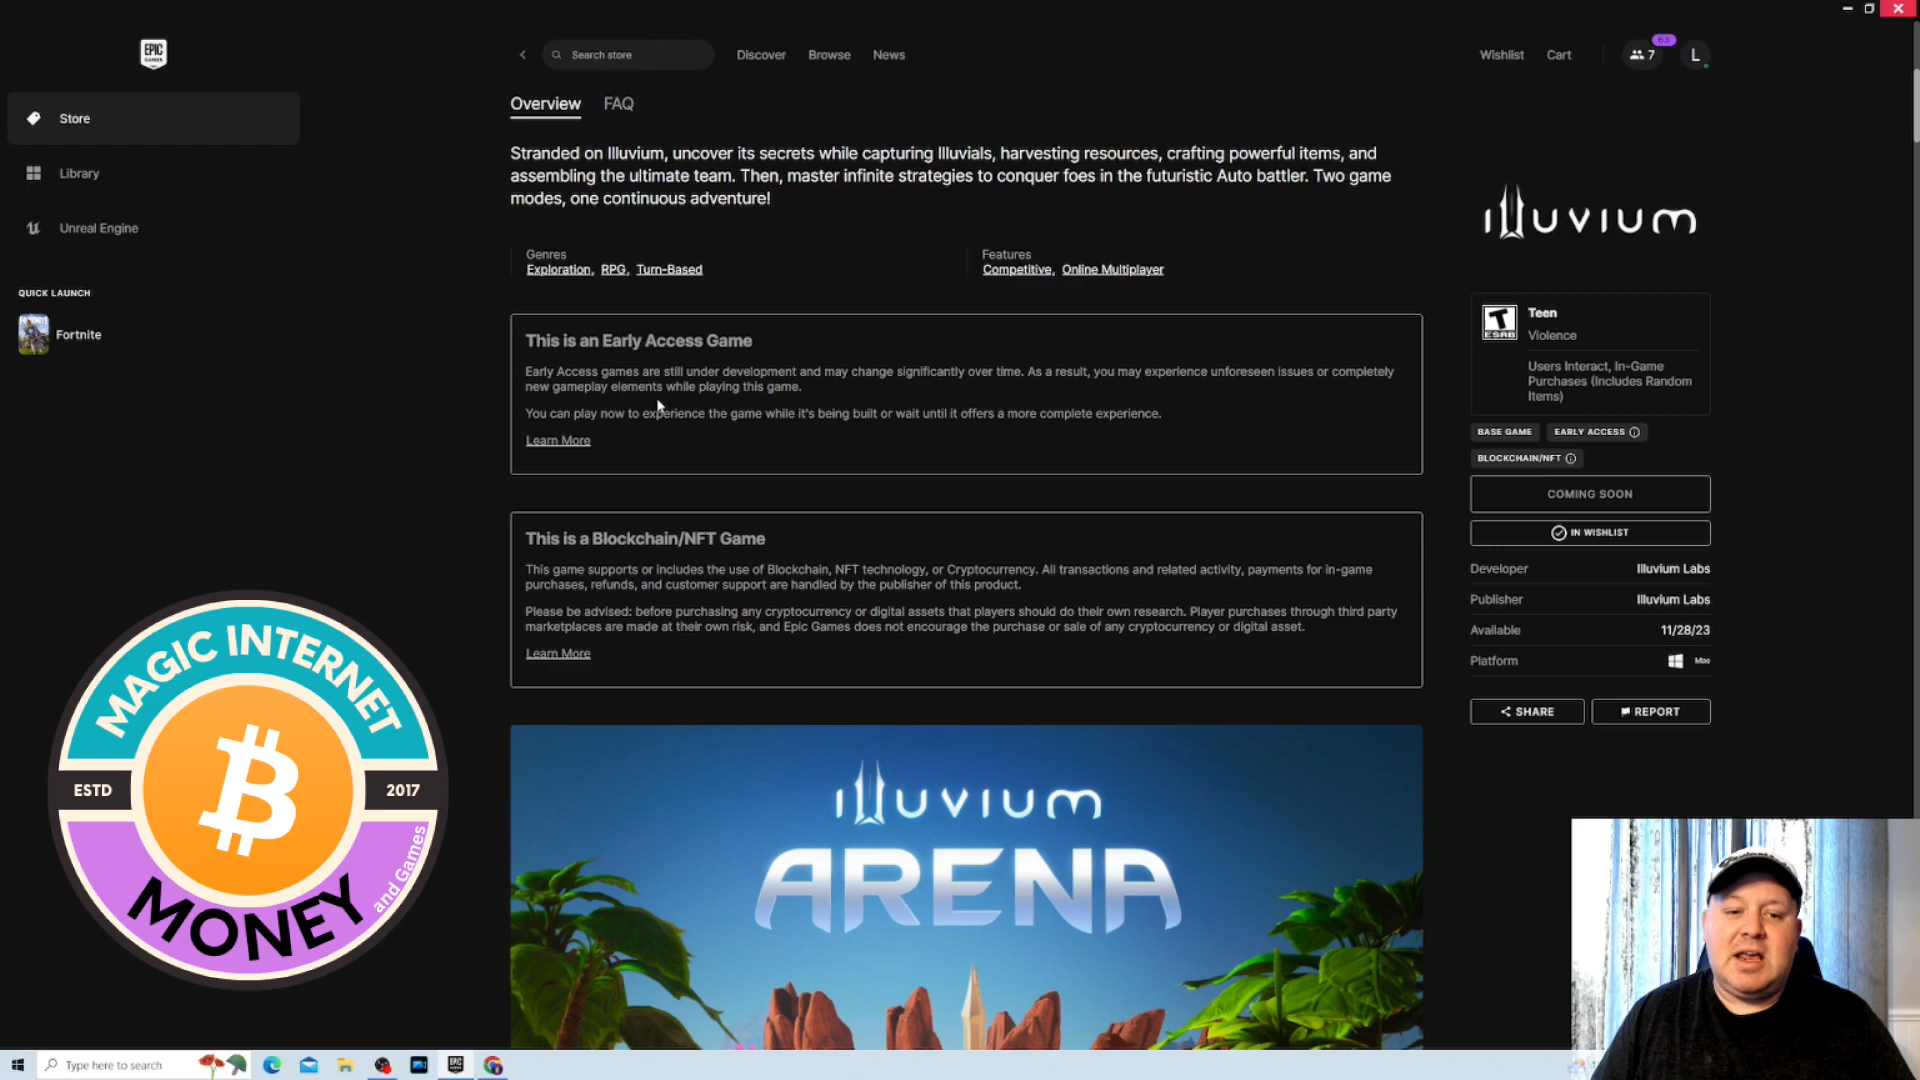 EPIC
GAMES
Search store
Discover
Browse
News
Wishlist
Cart
7
63
L
Store
Library
Unreal Engine
QUICK LAUNCH
Fortnite
Overview
FAQ
Stranded on Illuvium, uncover its secrets while capturing Illuvials, harvesting resources, crafting powerful items, and
assembling the ultimate team. Then, master infinite strategies to conquer foes in the futuristic Auto battler. Two game
modes, one continuous adventure!
Genres
Exploration, RPG, Turn-Based
Features
Competitive, Online Multiplayer
This is an Early Access Game
Early Access games are still under development and may change significantly over time. As a result, you may experience unforeseen issues or completely
new gameplay elements while playing this game.
You can play now to experience the game while it's being built or wait until it offers a more complete experience.
Learn More
This is a Blockchain/NFT Game
This game supports or includes the use of Blockchain, NFT technology, or Cryptocurrency. All transactions and related activity, payments for in-game
purchases, refunds, and customer support are handled by the publisher of this product.
Please be advised: before purchasing any cryptocurrency or digital assets that players should do their own research. Player purchases through third party
marketplaces are made at their own risk, and Epic Games does not encourage the purchase or sale of any cryptocurrency or digital asset.
Learn More
ILLUVIUM
ARENA
ILLUVIUM
T
ESRB
Teen
Violence
Users Interact, In-Game
Purchases (Includes Random
Items)
BASE GAME
EARLY ACCESS
BLOCKCHAIN/NFT
COMING SOON
IN WISHLIST
Developer Illuvium Labs
Publisher Illuvium Labs
Available 11/28/23
Platform Mac
SHARE
REPORT
MAGIC INTERNET
ESTD
2017
MONEY
and Games
Type here to search